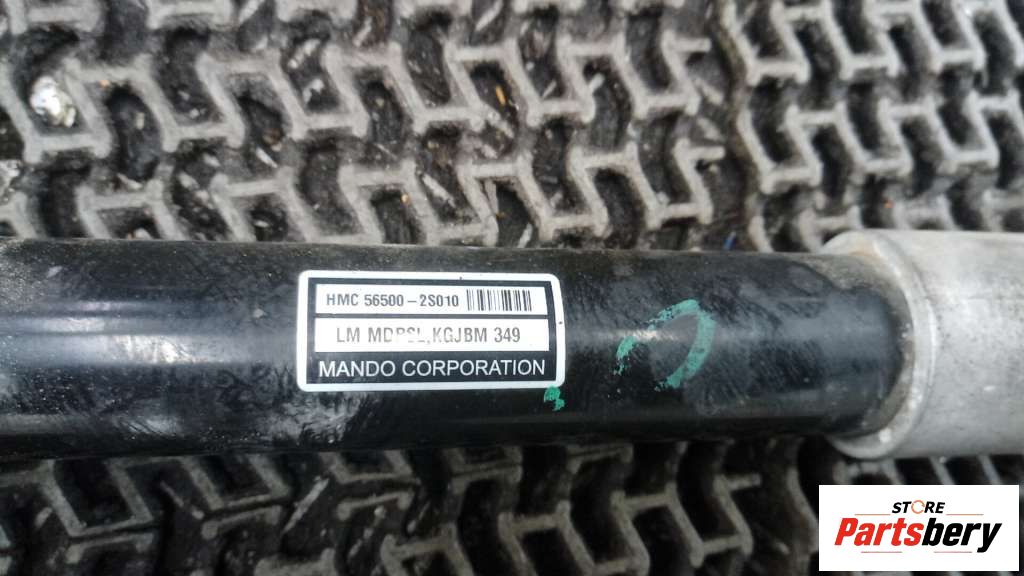 HMC 56500-2S010
LM MDPSL,KGJBM 349
MANDO CORPORATION
STORE
Partsbery